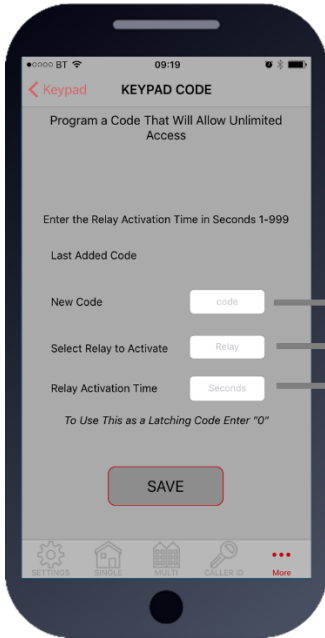 BT 09:19
Keypad KEYPAD CODE
Program a Code That Will Allow Unlimited
Access
Enter the Relay Activation Time in Seconds 1-999
Last Added Code
New Code code
Select Relay to Activate Relay
Relay Activation Time Seconds
To Use This as a Latching Code Enter "0"
SAVE
SETTINGS SINGLE MULTI CALLER ID More